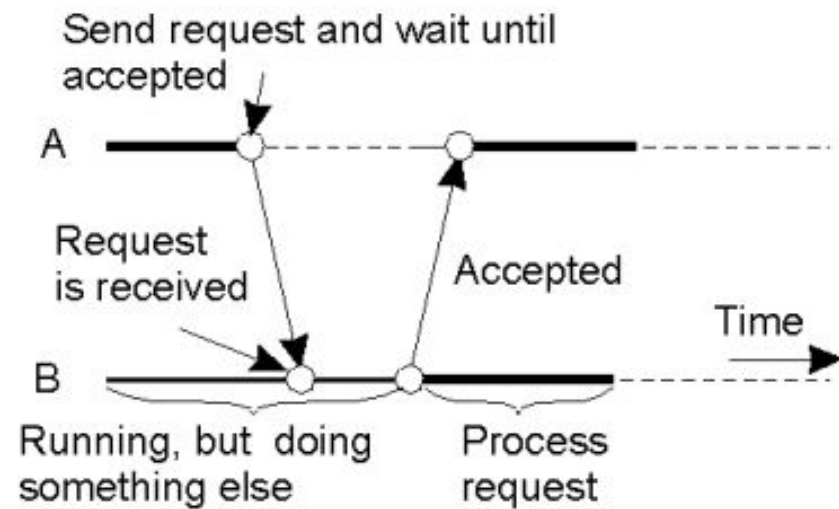 Send request and wait until
accepted
A
Request
is received
Accepted
Time
B
Running, but doing
something else
Process
request